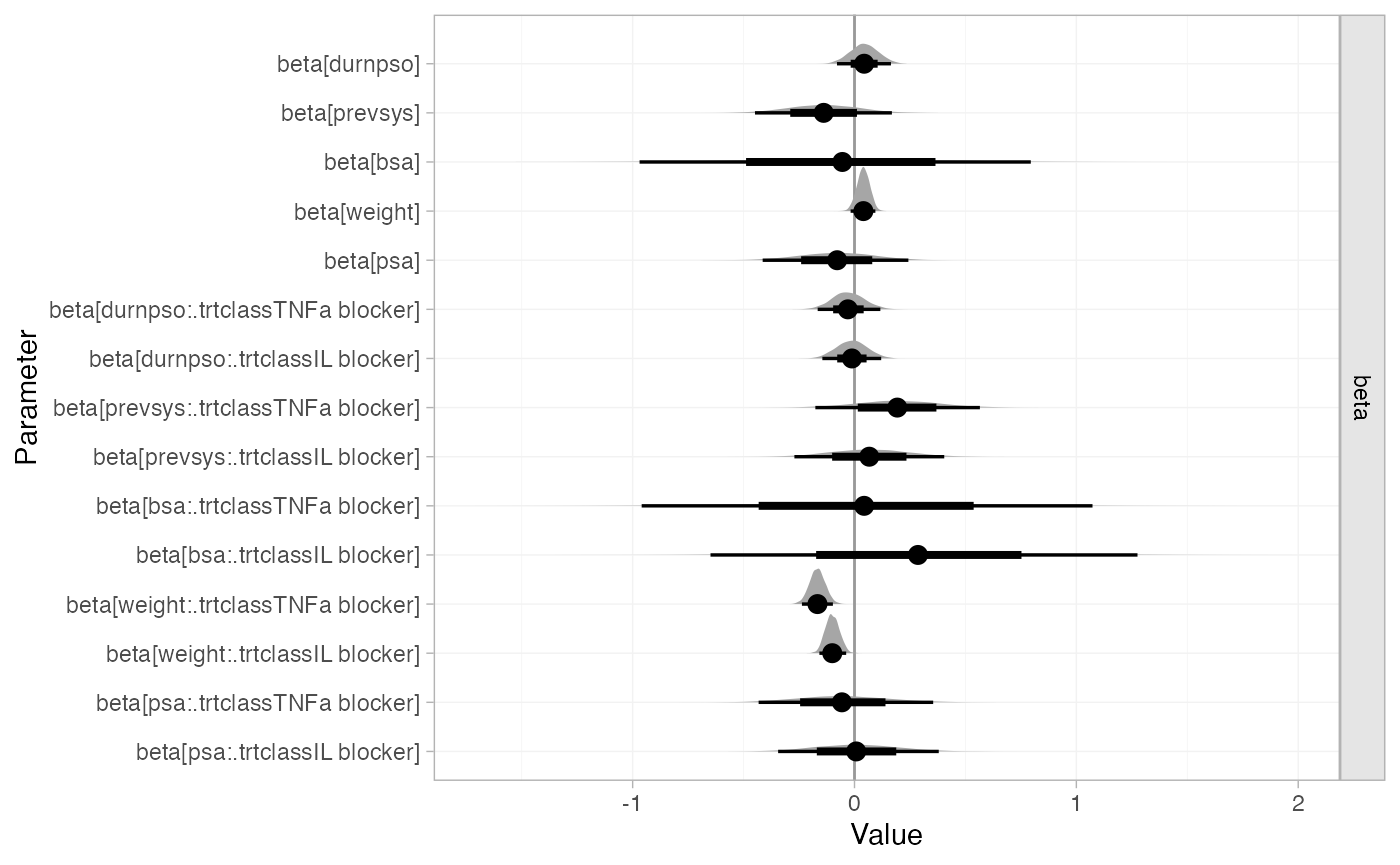 beta[durnpso]
beta[prevsys]
beta[bsa]
beta[weight]
beta[psa]
beta[durnpso:.trtclassTNFa blocker]
beta[durnpso:.trtclassIL blocker]
beta[prevsys:.trtclassTNFa blocker]
beta[prevsys:.trtclassIL blocker]
beta[bsa:.trtclassTNFa blocker]
beta[bsa:.trtclassIL blocker]
beta[weight:.trtclassTNFa blocker]
beta[weight:.trtclassIL blocker]
beta[psa:.trtclassTNFa blocker]
beta[psa:.trtclassIL blocker]
Parameter
beta
-1 0 1 2
Value